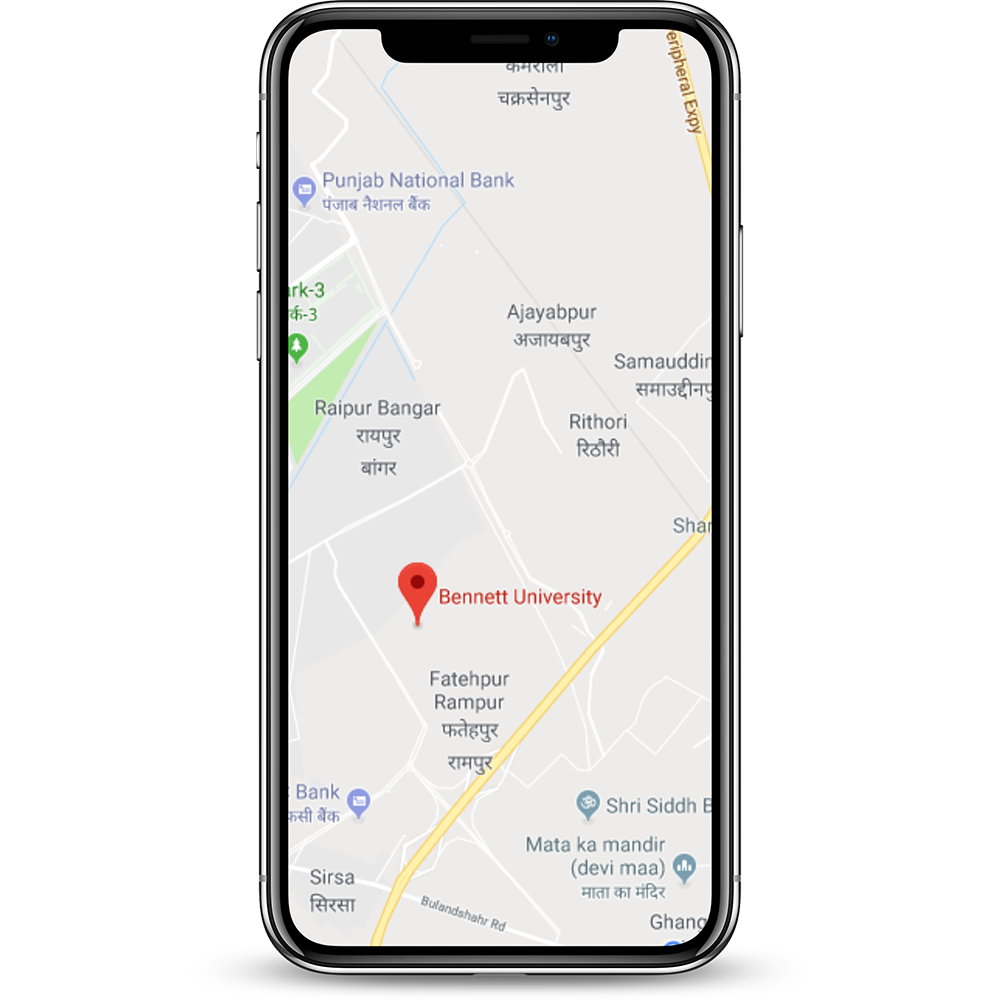 कमराला
चक्रसेनपुर
eripheral Expy
Punjab National Bank
पंजाब नैशनल बैंक
ark-3
र्क-3
Ajayabpur
अजायबपुर
Samauddin
समाउद्दीनपु
Raipur Bangar
रायपुर
बांगर
Rithori
रिठौरी
Shar
Bennett University
Fatehpur
Rampur
फतेहपुर
रामपुर
Bank
फसी बैंक
Shri Siddh B
Mata ka mandir
(devi maa)
माता का मंदिर
Sirsa
सिरसा
Bulandshahr Rd
Ghang